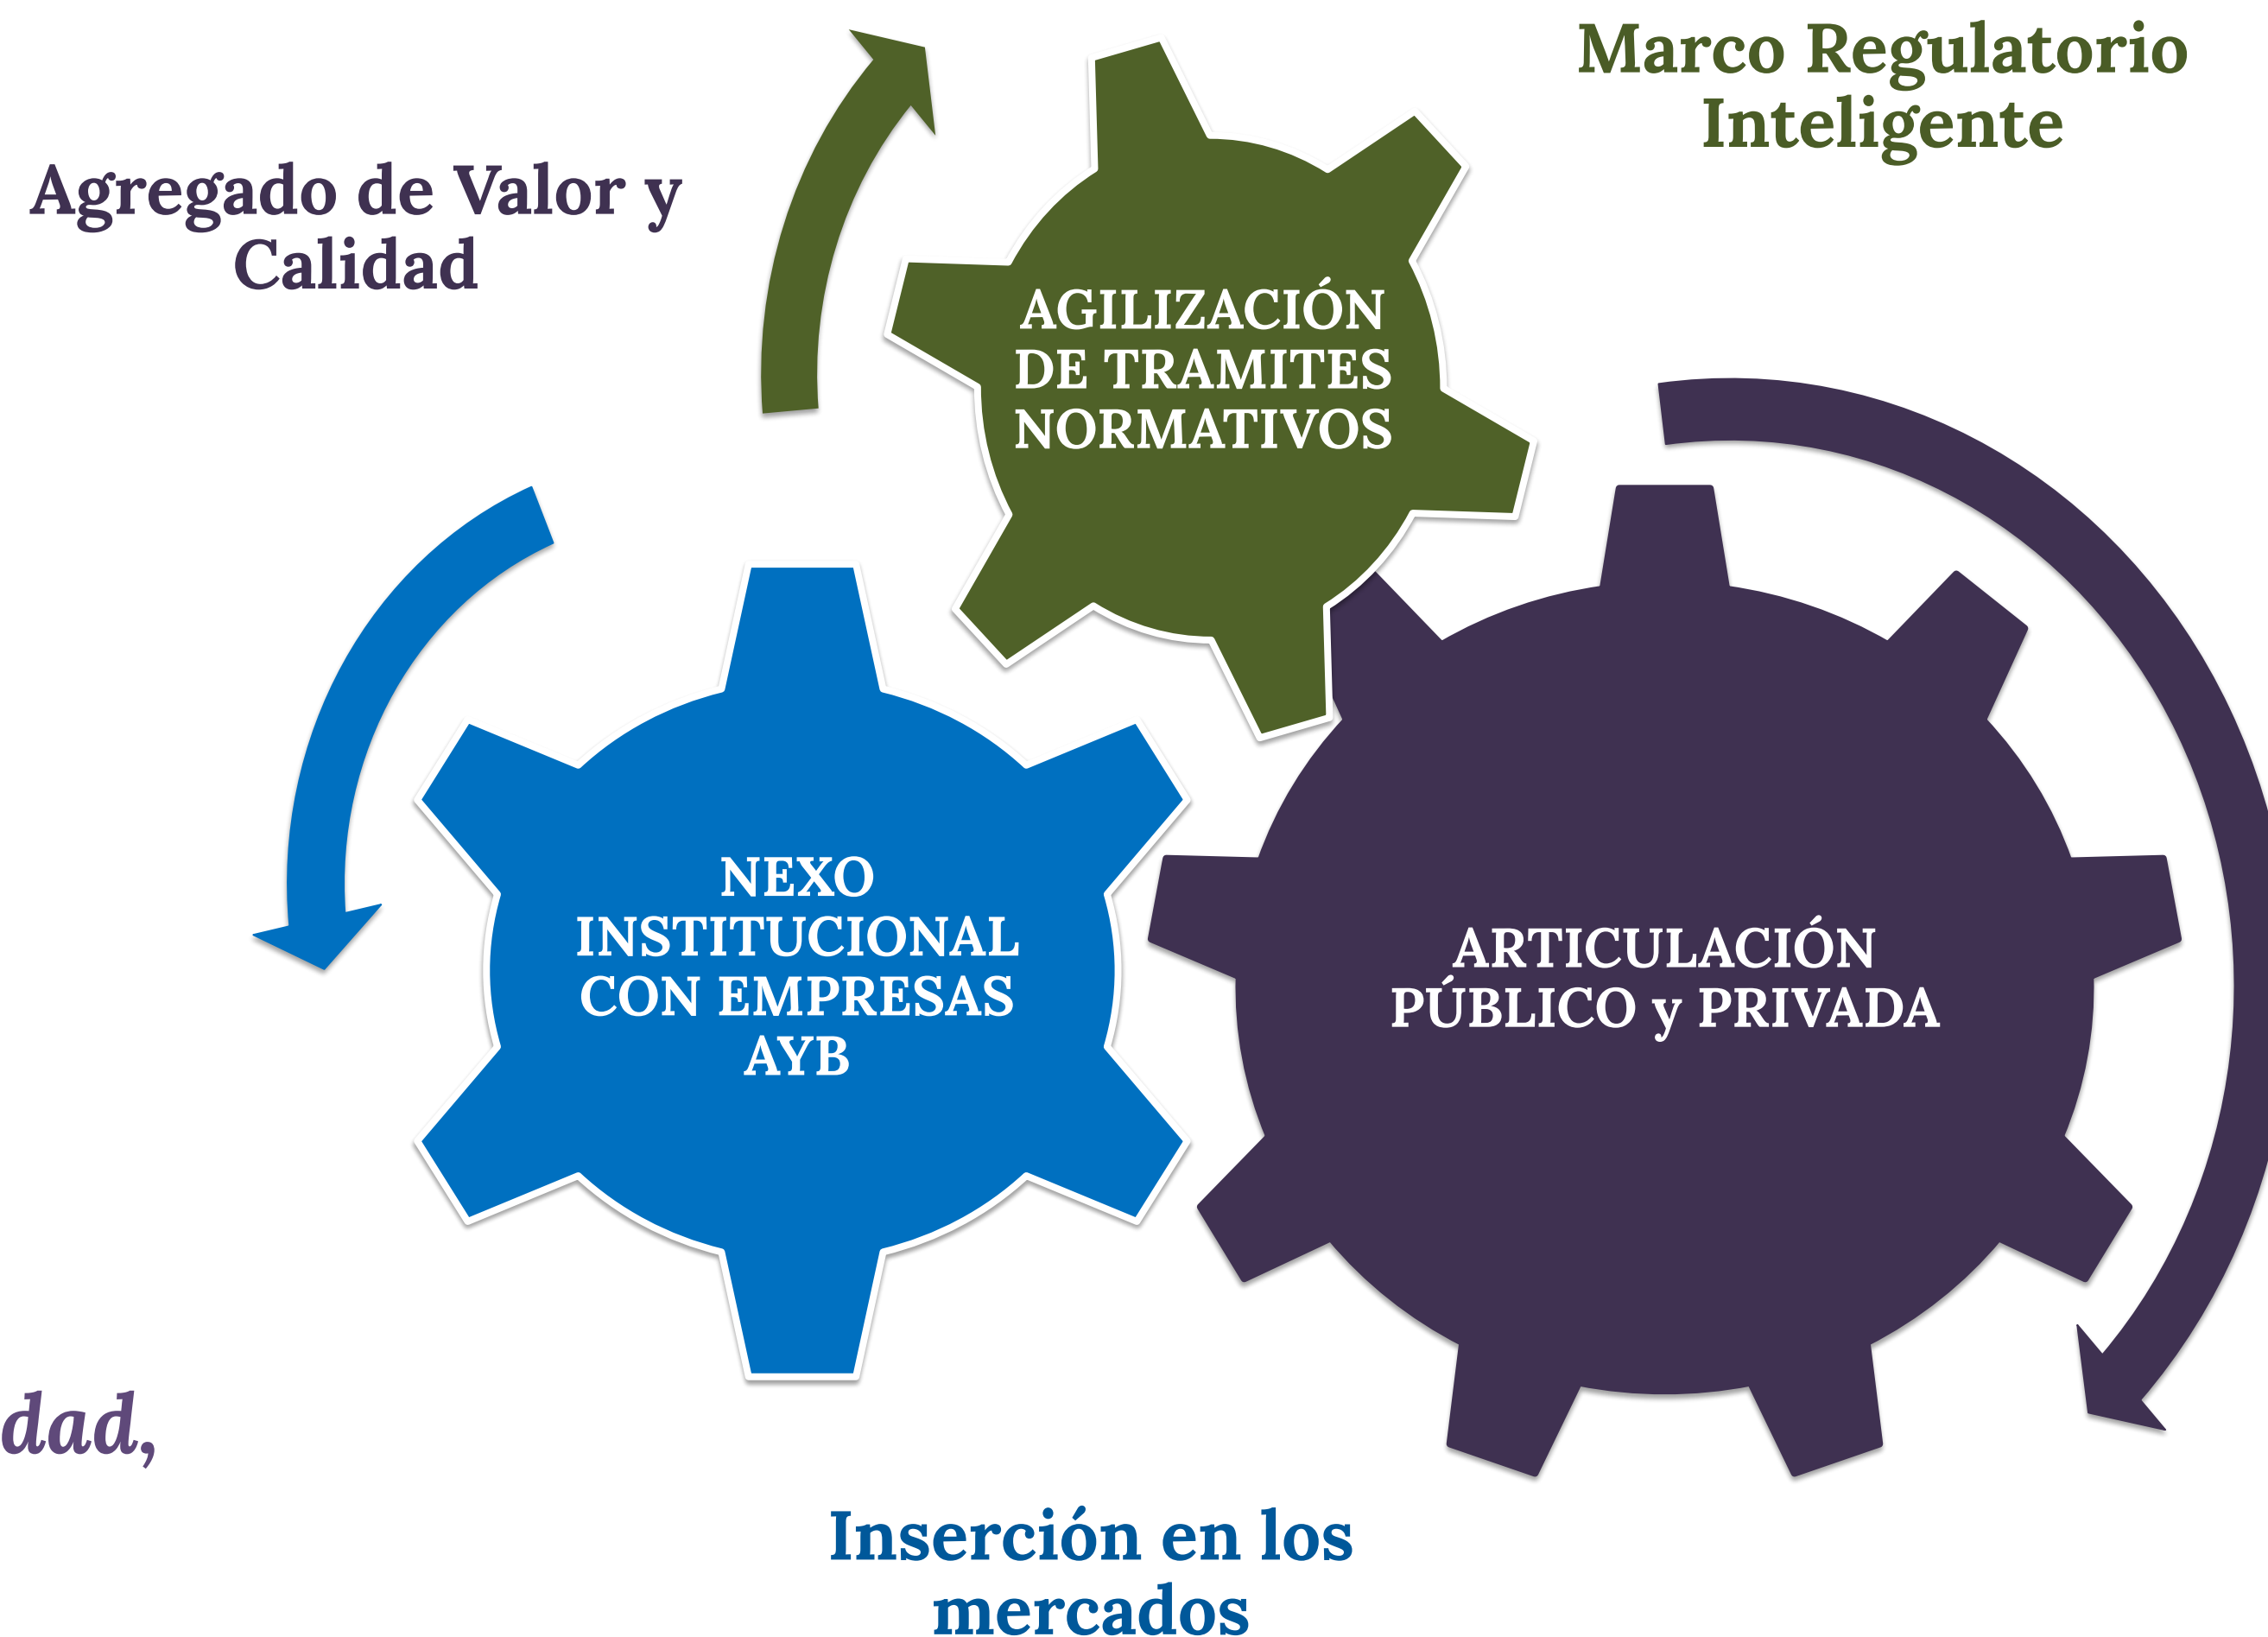 Marco Regulatorio
Inteligente
Agregado de Valor y
Calidad
AGILIZACIÓN
DE TRAMITES
NORMATIVOS
NEXO
INSTITUCIONAL
CON EMPRESAS
AYB
ARTICULACIÓN
PÚBLICO y PRIVADA
dad,
Inserción en los
mercados